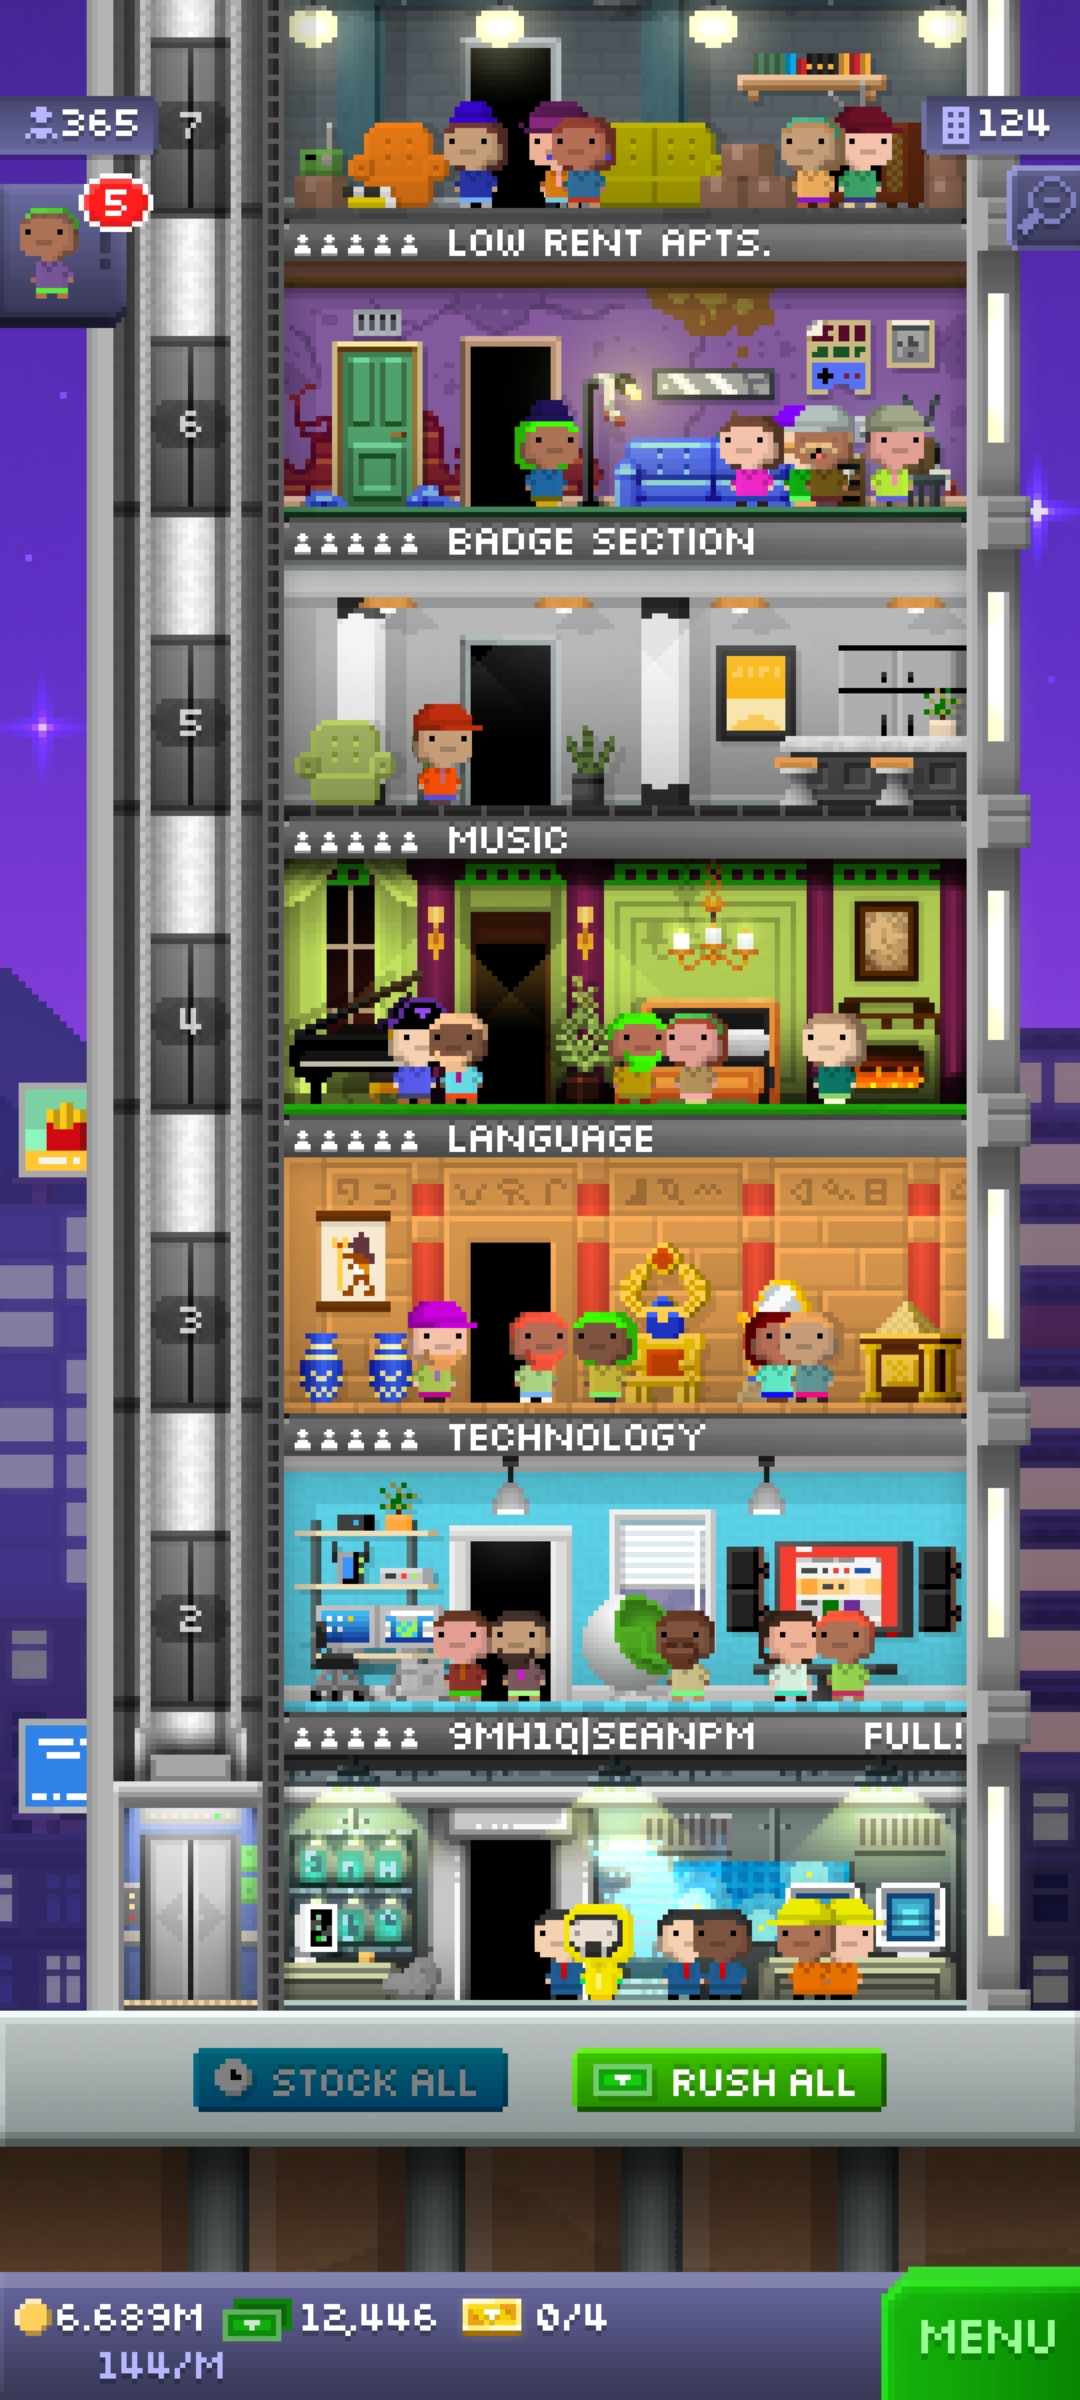 365
7
124
5
LOW RENT APTS.
6
BADGE SECTION
5
MUSIC
4
LANGUAGE
3
TECHNOLOGY
2
9MH1Q|SEANPM FULL!
STOCK ALL
RUSH ALL
6.689M 12,446 0/4
144/M
MENU